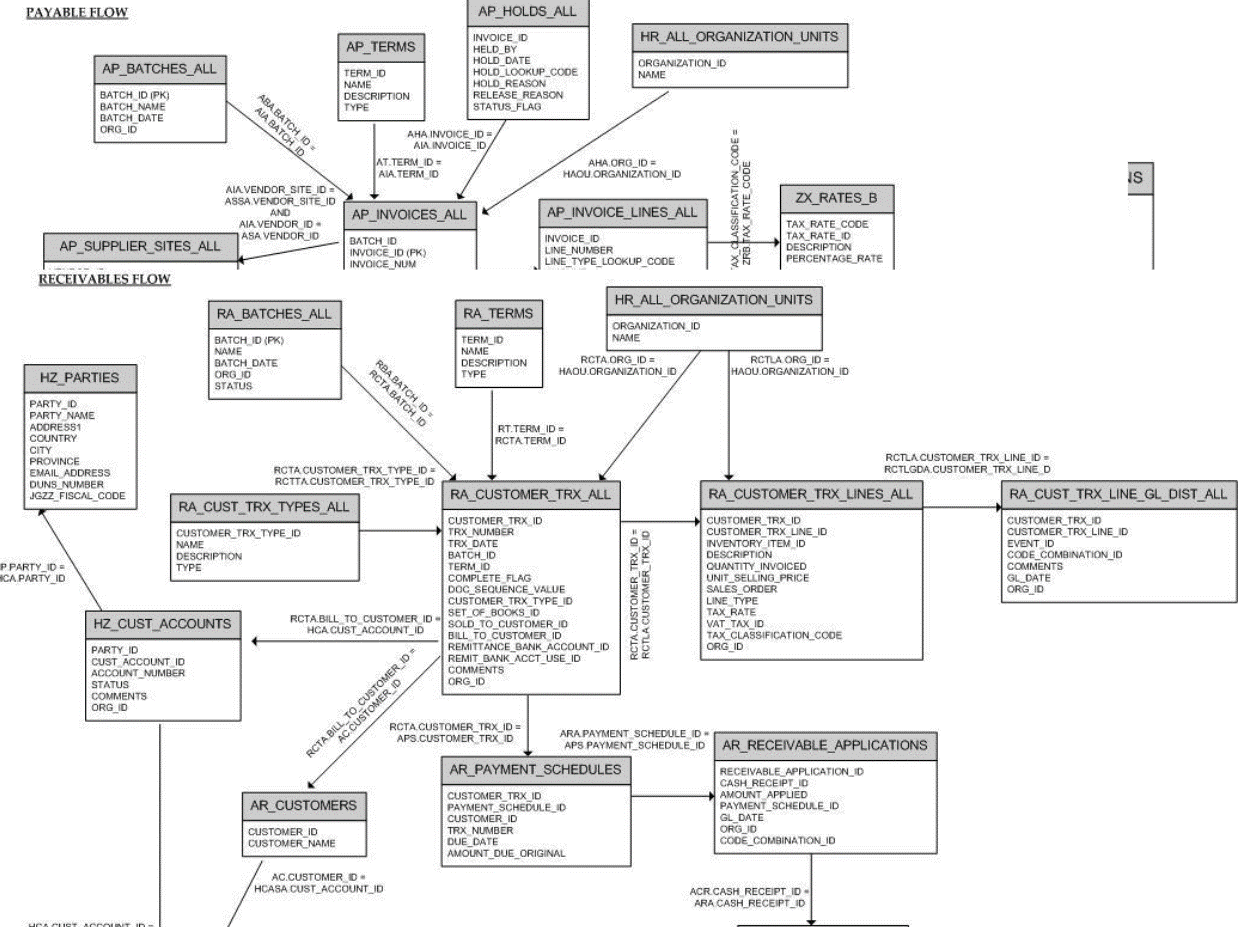 PAYABLE FLOW
AP_BATCHES_ALL
BATCH_ID (PK)
BATCH_NAME
BATCH_DATE
ORG_ID
AP_TERMS
TERM_ID
NAME
DESCRIPTION
TYPE
AP_HOLDS_ALL
INVOICE_ID
HELD_BY
HOLD_DATE
HOLD_LOOKUP_CODE
HOLD_REASON
RELEASE_REASON
STATUS_FLAG
HR_ALL_ORGANIZATION_UNITS
ORGANIZATION_ID
NAME
ABA.BATCH_ID =
AIA.BATCH_ID
AT.TERM_ID =
AIA.TERM_ID
AHA.INVOICE_ID =
AIA.INVOICE_ID
AHA.ORG_ID =
HAOU.ORGANIZATION_ID
AIA.VENDOR_SITE_ID =
ASSA.VENDOR_SITE_ID
AND
AIA.VENDOR_ID =
ASA.VENDOR_ID
AP_SUPPLIER_SITES_ALL
AP_INVOICES_ALL
BATCH_ID
INVOICE_ID (PK)
INVOICE_NUM
AP_INVOICE_LINES_ALL
INVOICE_ID
LINE_NUMBER
LINE_TYPE_LOOKUP_CODE
TAX_CLASSIFICATION_CODE =
ZRB.TAX_RATE_CODE
ZX_RATES_B
TAX_RATE_CODE
TAX_RATE_ID
DESCRIPTION
PERCENTAGE_RATE
NS
RECEIVABLES FLOW
RA_BATCHES_ALL
BATCH_ID (PK)
NAME
BATCH_DATE
ORG_ID
STATUS
RA_TERMS
TERM_ID
NAME
DESCRIPTION
TYPE
HR_ALL_ORGANIZATION_UNITS
ORGANIZATION_ID
NAME
HZ_PARTIES
PARTY_ID
PARTY_NAME
ADDRESS1
COUNTRY
CITY
PROVINCE
EMAIL_ADDRESS
DUNS_NUMBER
JGZZ_FISCAL_CODE
RBA.BATCH_ID =
RCTA.BATCH_ID
RT.TERM_ID =
RCTA.TERM_ID
RCTA.ORG_ID =
HAOU.ORGANIZATION_ID
RCTLA.ORG_ID =
HAOU.ORGANIZATION_ID
RCTA.CUSTOMER_TRX_TYPE_ID =
RCTTA.CUSTOMER_TRX_TYPE_ID
RCTLA.CUSTOMER_TRX_LINE_ID =
RCTLGDA.CUSTOMER_TRX_LINE_D
RA_CUST_TRX_TYPES_ALL
CUSTOMER_TRX_TYPE_ID
NAME
DESCRIPTION
TYPE
RA_CUSTOMER_TRX_ALL
CUSTOMER_TRX_ID
TRX_NUMBER
TRX_DATE
BATCH_ID
TERM_ID
COMPLETE_FLAG
DOC_SEQUENCE_VALUE
CUSTOMER_TRX_TYPE_ID
SET_OF_BOOKS_ID
SOLD_TO_CUSTOMER_ID
BILL_TO_CUSTOMER_ID
REMITTANCE_BANK_ACCOUNT_ID
REMIT_BANK_ACCT_USE_ID
COMMENTS
ORG_ID
RCTA.CUSTOMER_TRX_ID =
RCTLA.CUSTOMER_TRX_ID
RA_CUSTOMER_TRX_LINES_ALL
CUSTOMER_TRX_ID
CUSTOMER_TRX_LINE_ID
INVENTORY_ITEM_ID
DESCRIPTION
QUANTITY_INVOICED
UNIT_SELLING_PRICE
SALES_ORDER
LINE_TYPE
TAX_RATE
VAT_TAX_ID
TAX_CLASSIFICATION_CODE
ORG_ID
RA_CUST_TRX_LINE_GL_DIST_ALL
CUSTOMER_TRX_ID
CUSTOMER_TRX_LINE_ID
EVENT_ID
CODE_COMBINATION_ID
COMMENTS
GL_DATE
ORG_ID
P.PARTY_ID =
HCA.PARTY_ID
HZ_CUST_ACCOUNTS
PARTY_ID
CUST_ACCOUNT_ID
ACCOUNT_NUMBER
STATUS
COMMENTS
ORG_ID
RCTA.BILL_TO_CUSTOMER_ID =
HCA.CUST_ACCOUNT_ID
RCTA.BILL_TO_CUSTOMER_ID =
AC.CUSTOMER_ID
RCTA.CUSTOMER_TRX_ID =
APS.CUSTOMER_TRX_ID
ARA.PAYMENT_SCHEDULE_ID =
APS.PAYMENT_SCHEDULE_ID
AR_CUSTOMERS
CUSTOMER_ID
CUSTOMER_NAME
AR_PAYMENT_SCHEDULES
CUSTOMER_TRX_ID
PAYMENT_SCHEDULE_ID
CUSTOMER_ID
TRX_NUMBER
DUE_DATE
AMOUNT_DUE_ORIGINAL
AR_RECEIVABLE_APPLICATIONS
RECEIVABLE_APPLICATION_ID
CASH_RECEIPT_ID
AMOUNT_APPLIED
PAYMENT_SCHEDULE_ID
GL_DATE
ORG_ID
CODE_COMBINATION_ID
AC.CUSTOMER_ID =
HCASA.CUST_ACCOUNT_ID
ACR.CASH_RECEIPT_ID =
ARA.CASH_RECEIPT_ID
HCA.CUST_ACCOUNT_ID =